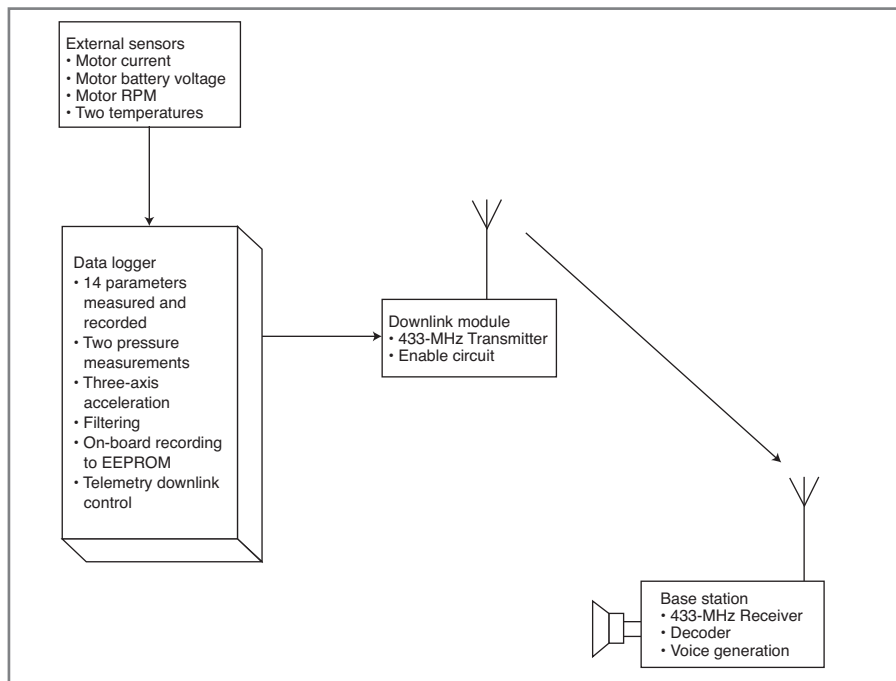 External sensors
• Motor current
• Motor battery voltage
• Motor RPM
• Two temperatures
Data logger
• 14 parameters
measured and
recorded
• Two pressure
measurements
• Three-axis
acceleration
• Filtering
• On-board recording
to EEPROM
• Telemetry downlink
control
Downlink module
• 433-MHz Transmitter
• Enable circuit
Base station
• 433-MHz Receiver
• Decoder
• Voice generation